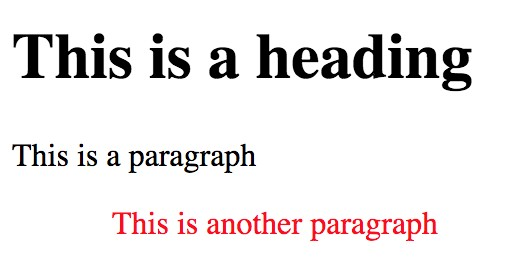 This is a heading
This is a paragraph
This is another paragraph